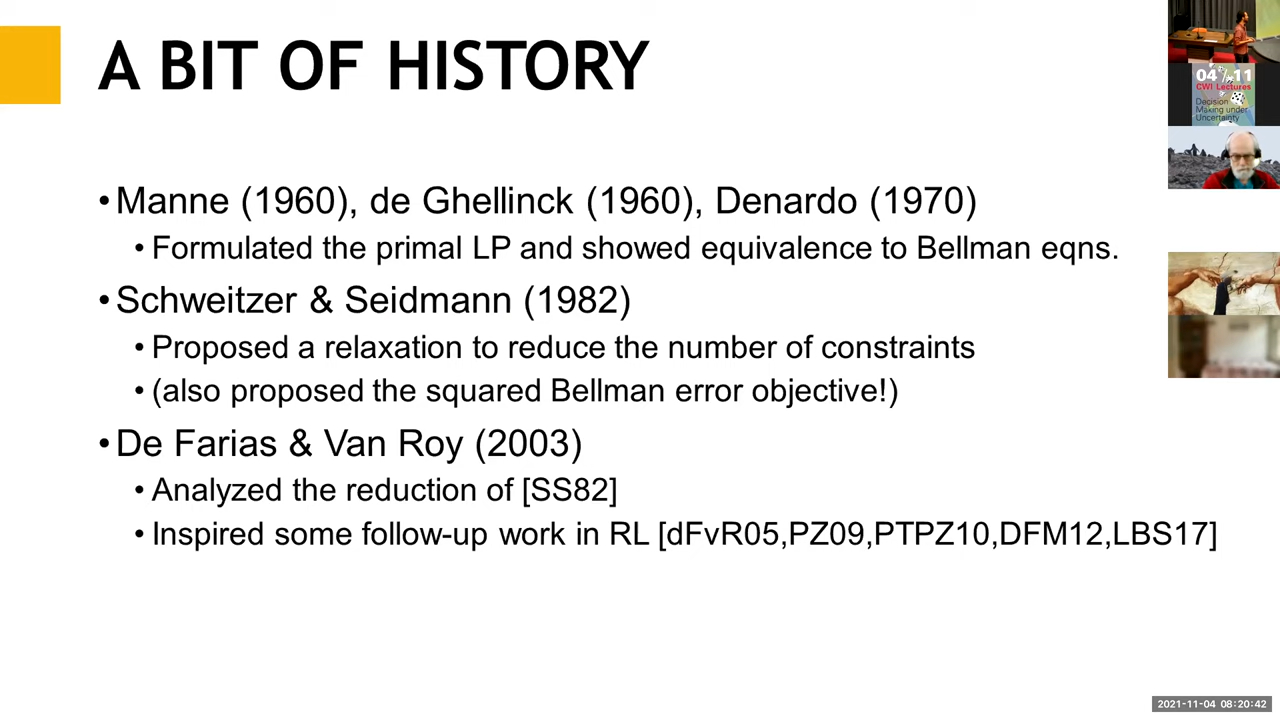 A BIT OF HISTORY
•Manne (1960), de Ghellinck (1960), Denardo (1970)
•Formulated the primal LP and showed equivalence to Bellman eqns.
•Schweitzer & Seidmann (1982)
•Proposed a relaxation to reduce the number of constraints
•(also proposed the squared Bellman error objective!)
•De Farias & Van Roy (2003)
•Analyzed the reduction of [SS82]
•Inspired some follow-up work in RL [dFvR05,PZ09,PTPZ10,DFM12,LBS17]
04/11
CWI Lectures
Decision
Making under
Uncertainty
2021-11-04 08:20:42